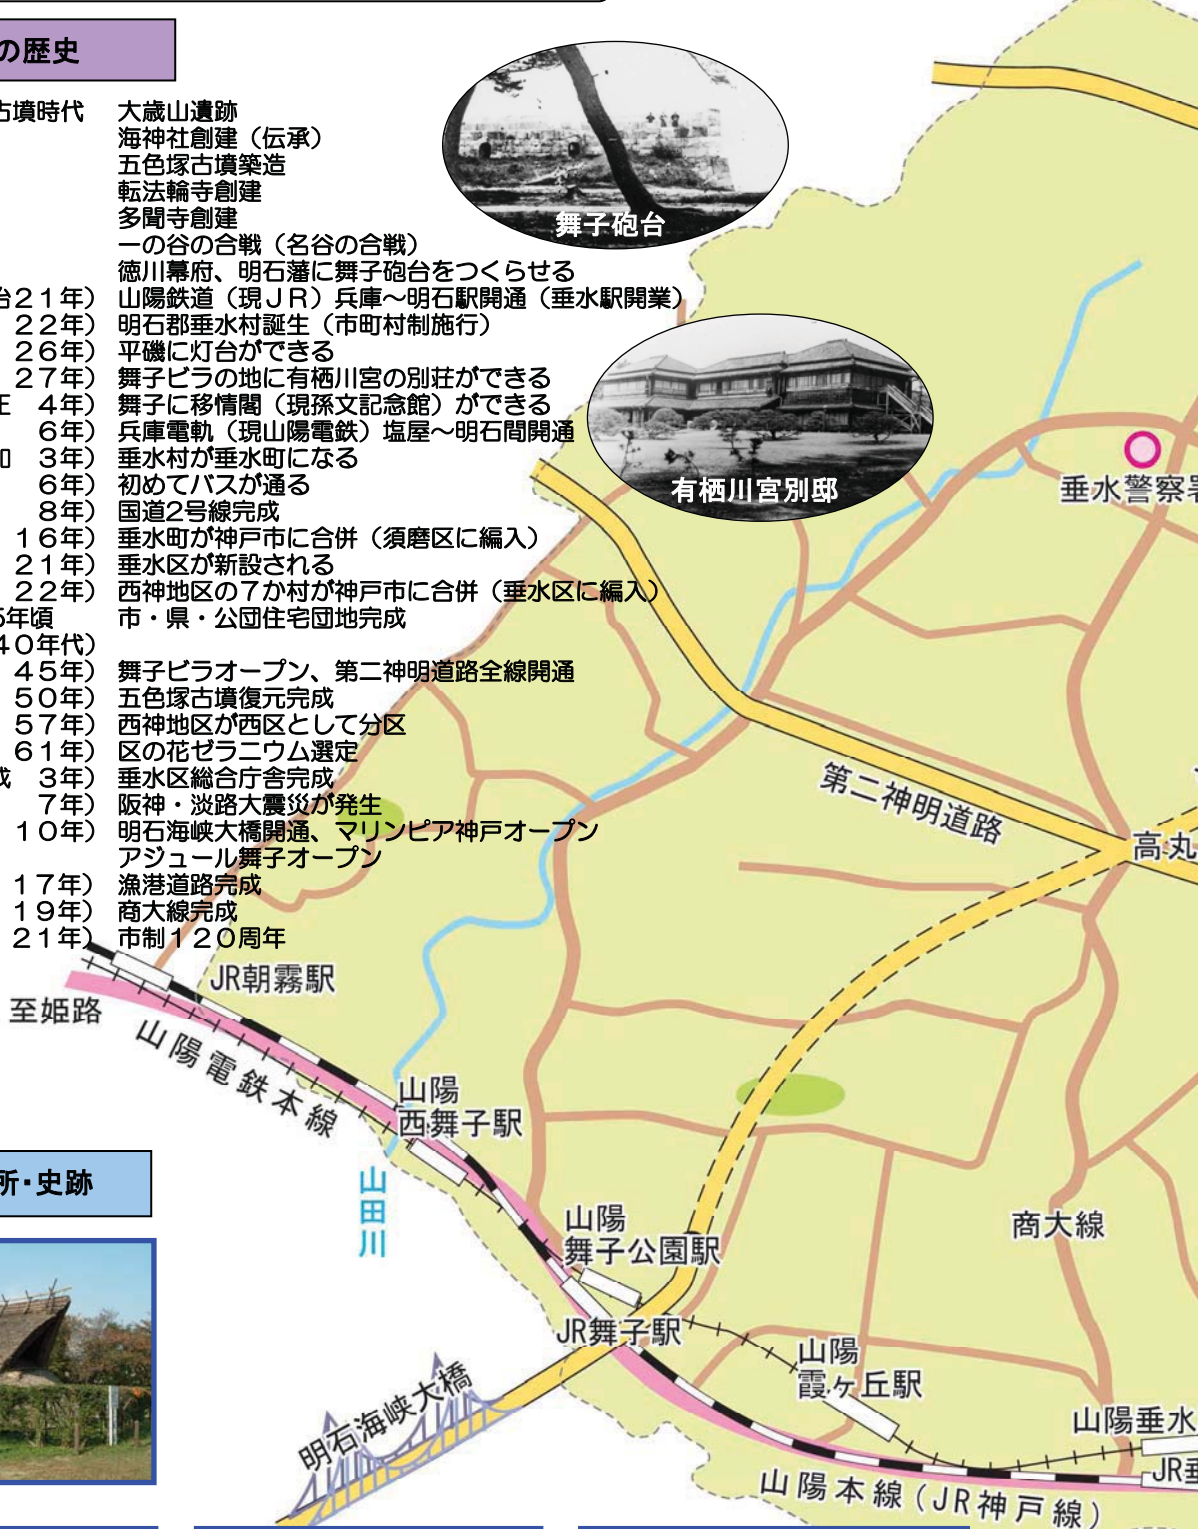 の歴史
古墳時代　大歳山遺跡
海神社創建（伝承）
五色塚古墳築造
転法輪寺創建
多聞寺創建
一の谷の合戦（名谷の合戦）
徳川幕府、明石藩に舞子砲台をつくらせる
治２１年）　山陽鉄道（現ＪＲ）兵庫～明石駅開通（垂水駅開業）
２２年）　明石郡垂水村誕生（市町村制施行）
２６年）　平磯に灯台ができる
２７年）　舞子ビラの地に有栖川宮の別荘ができる
正　４年）　舞子に移情閣（現孫文記念館）ができる
６年）　兵庫電軌（現山陽電鉄）塩屋～明石間開通
和　３年）　垂水村が垂水町になる
６年）　初めてバスが通る
８年）　国道2号線完成
１６年）　垂水町が神戸市に合併（須磨区に編入）
２１年）　垂水区が新設される
２２年）　西神地区の７か村が神戸市に合併（垂水区に編入）
5年頃　市・県・公団住宅団地完成
４０年代）
４５年）　舞子ビラオープン、第二神明道路全線開通
５０年）　五色塚古墳復元完成
５７年）　西神地区が西区として分区
６１年）　区の花ゼラニウム選定
成　３年）　垂水区総合庁舎完成
７年）　阪神・淡路大震災が発生
１０年）　明石海峡大橋開通、マリンピア神戸オープン
アジュール舞子オープン
１７年）　漁港道路完成
１９年）　商大線完成
２１年）　市制１２０周年
舞子砲台
有栖川宮別邸
垂水警察署
第二神明道路
高丸
JR朝霧駅
至姫路
山陽電鉄本線
山陽
西舞子駅
山田川
所・史跡
山陽
舞子公園駅
商大線
JR舞子駅
山陽
霞ヶ丘駅
明石海峡大橋
山陽垂水
JR垂
山陽本線（JR神戸線）